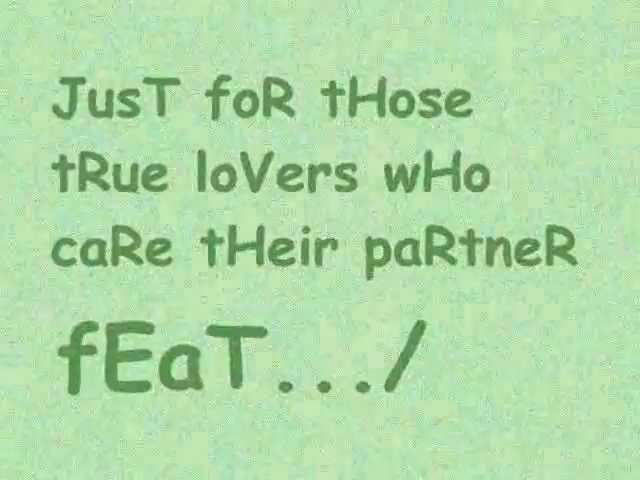 JusT foR tHose
tRue loVers wHo
caRe tHeir paRtneR
fEaT.../